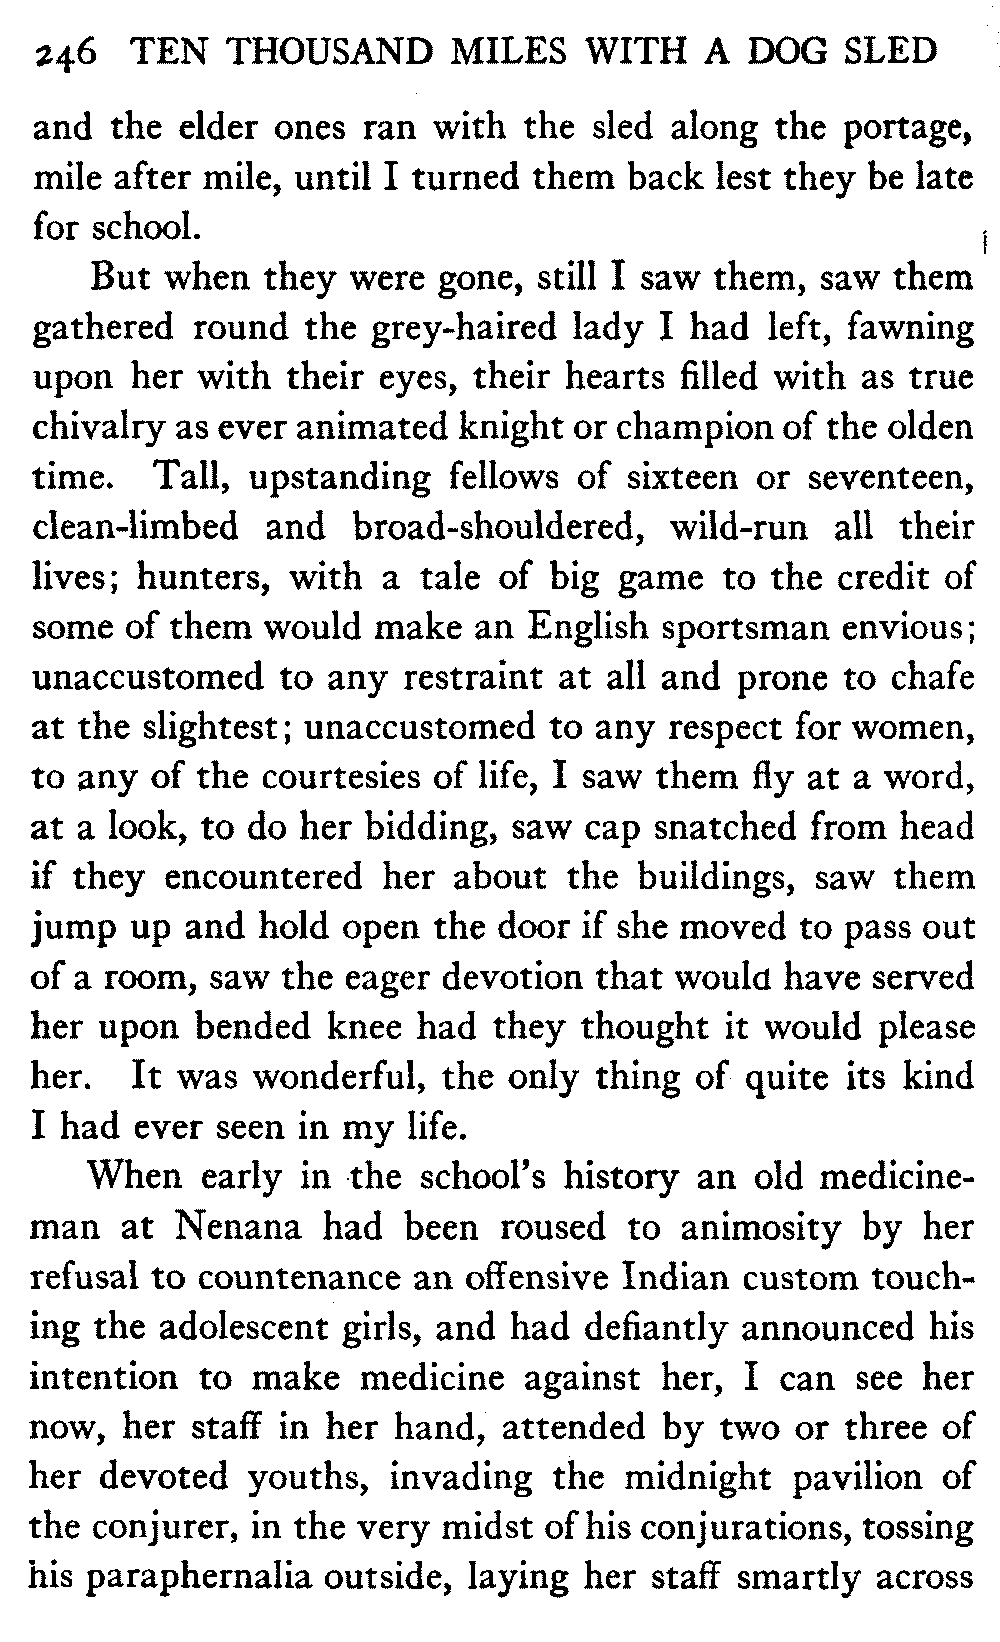 246 TEN THOUSAND MILES WITH A DOG SLED
and the elder ones ran with the sled along the portage,
mile after mile, until I turned them back lest they be late
for school.
But when they were gone, still I saw them, saw them
gathered round the grey-haired lady I had left, fawning
upon her with their eyes, their hearts filled with as true
chivalry as ever animated knight or champion of the olden
time. Tall, upstanding fellows of sixteen or seventeen,
clean-limbed and broad-shouldered, wild-run all their
lives; hunters, with a tale of big game to the credit of
some of them would make an English sportsman envious;
unaccustomed to any restraint at all and prone to chafe
at the slightest; unaccustomed to any respect for women,
to any of the courtesies of life, I saw them fly at a word,
at a look, to do her bidding, saw cap snatched from head
if they encountered her about the buildings, saw them
jump up and hold open the door if she moved to pass out
of a room, saw the eager devotion that would have served
her upon bended knee had they thought it would please
her. It was wonderful, the only thing of quite its kind
I had ever seen in my life.
When early in the school's history an old medicine-
man at Nenana had been roused to animosity by her
refusal to countenance an offensive Indian custom touch-
ing the adolescent girls, and had defiantly announced his
intention to make medicine against her, I can see her
now, her staff in her hand, attended by two or three of
her devoted youths, invading the midnight pavilion of
the conjurer, in the very midst of his conjurations, tossing
his paraphernalia outside, laying her staff smartly across